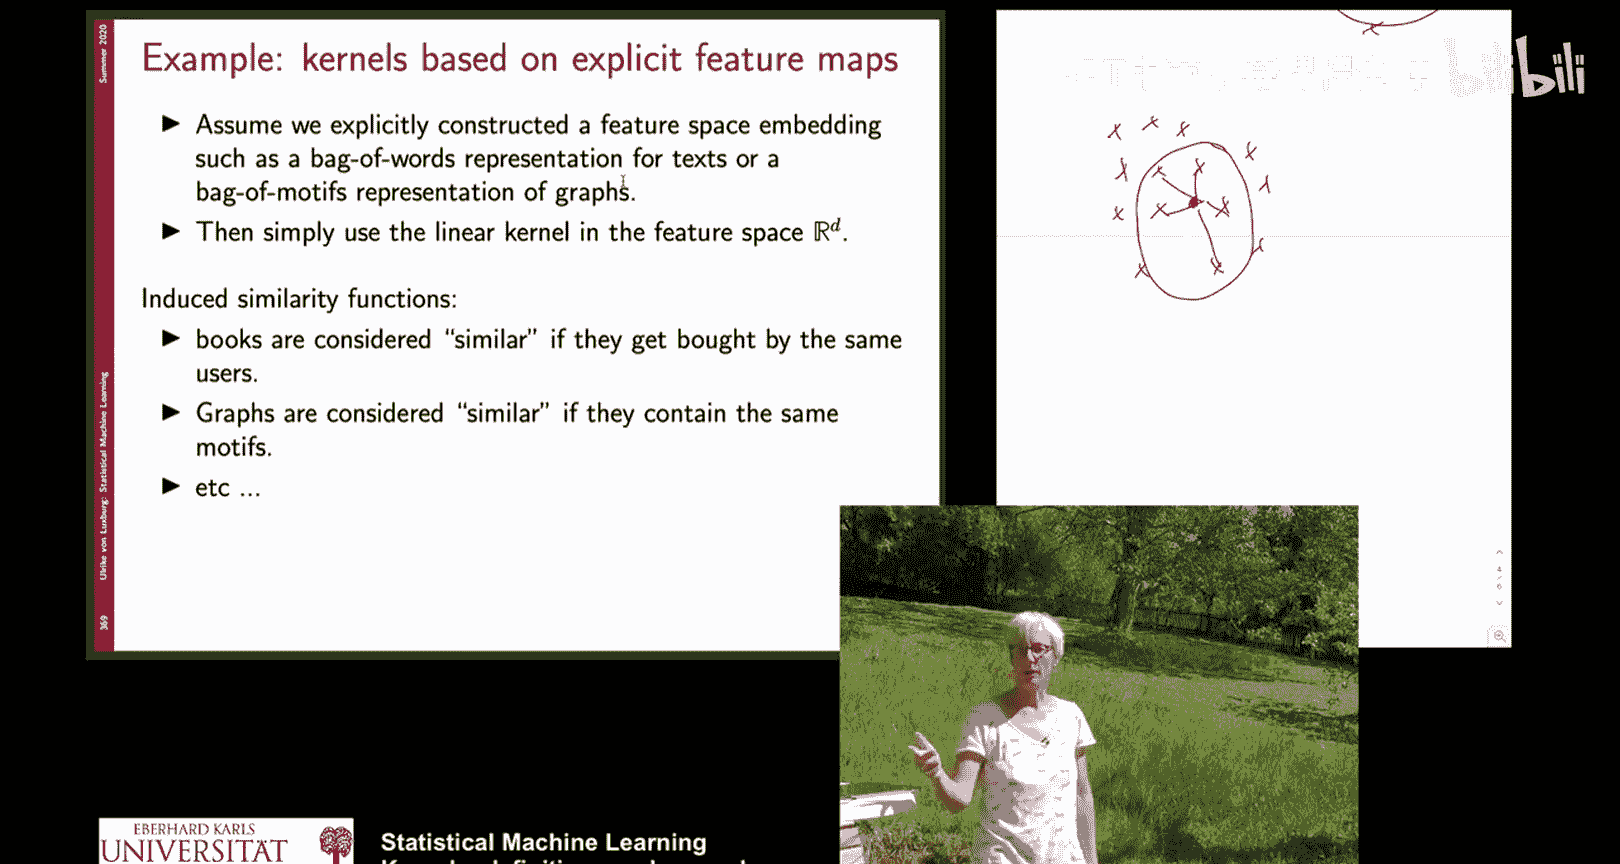 Summer 2020
Example: kernels based on explicit feature maps
▶ Assume we explicitly constructed a feature space embedding
such as a bag-of-words representation for texts or a
bag-of-motifs representation of graphs.
▶ Then simply use the linear kernel in the feature space ℝᵈ.
Induced similarity functions:
▶ books are considered “similar” if they get bought by the same
users.
▶ Graphs are considered “similar” if they contain the same
motifs.
▶ etc ...
Ulrike von Luxburg: Statistical Machine Learning
369
bilibili
4
/
6
EBERHARD KARLS
UNIVERSITÄT
Statistical Machine Learning